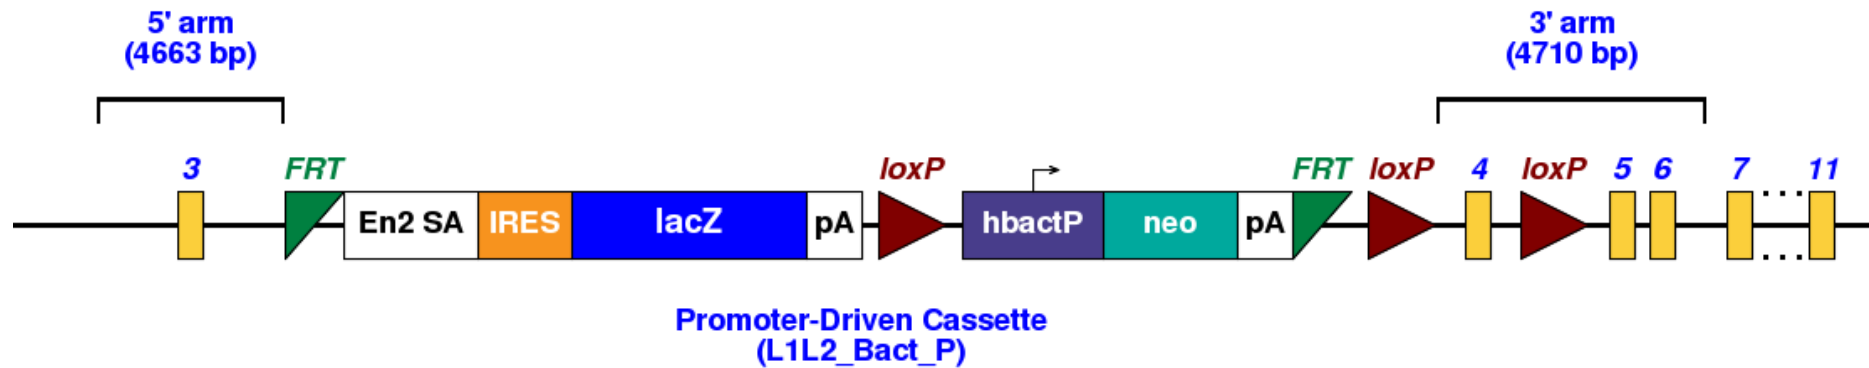 5' arm
(4663 bp)
3' arm
(4710 bp)
3 FRT loxP FRT loxP 4 loxP 5 6 7 ... 11
En2 SA IRES lacZ pA hbactP neo pA ...
Promoter-Driven Cassette
(L1L2_Bact_P)